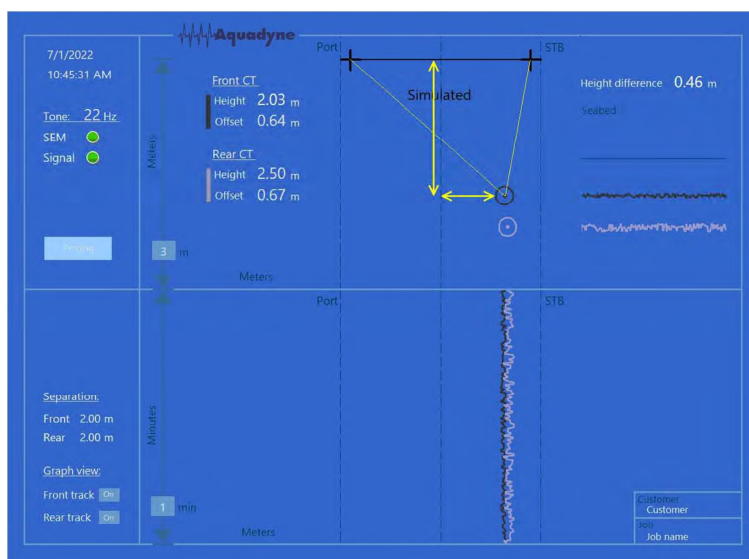 Aquadyne
7/1/2022
10:45:31 AM
Tone: 22 Hz
SEM
Signal
Meters
3 m
Meters
Front CT
Height 2.03 m
Offset 0.64 m
Rear CT
Height 2.50 m
Offset 0.67 m
Port
STB
Simulated
Height difference 0.46 m
Seabed
Separation:
Front 2.00 m
Rear 2.00 m
Graph view:
Front track On
Rear track On
Minutes
1 min
Meters
Port
STB
Customer
Customer
Job
Job name